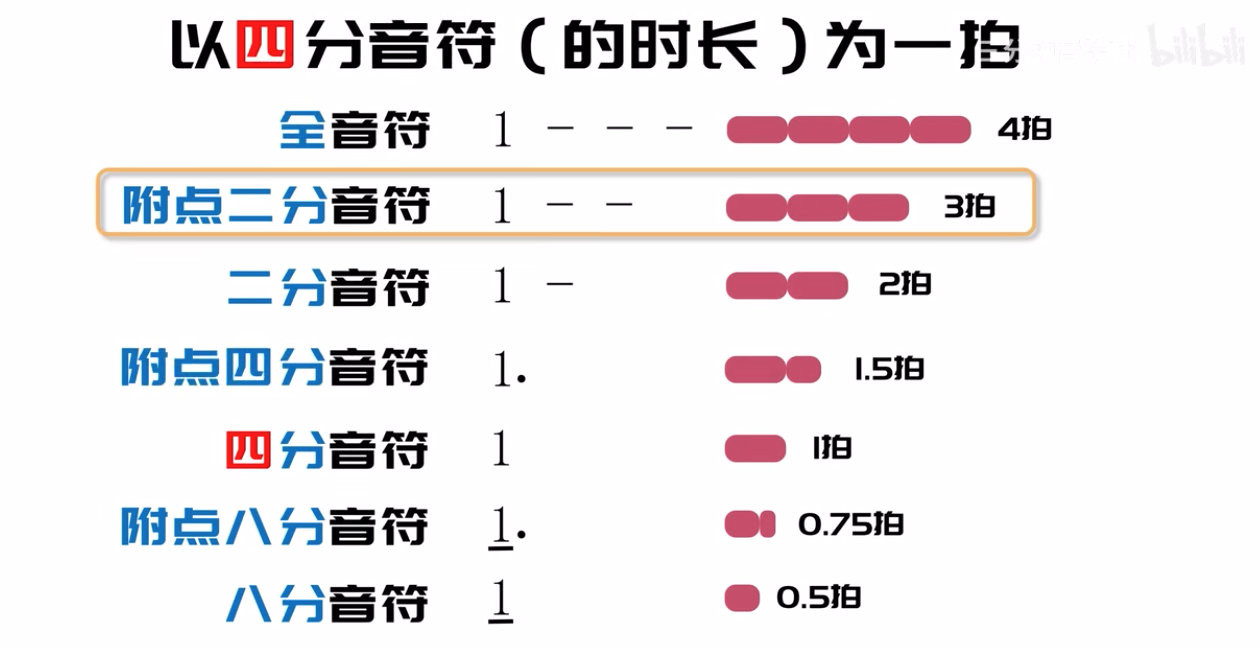 以四分音符（的时长）为一拍
bilibili
全音符 1 - - - 4拍
附点二分音符 1 - - 3拍
二分音符 1 - 2拍
附点四分音符 1. 1.5拍
四分音符 1 1拍
附点八分音符 1. 0.75拍
八分音符 1 0.5拍